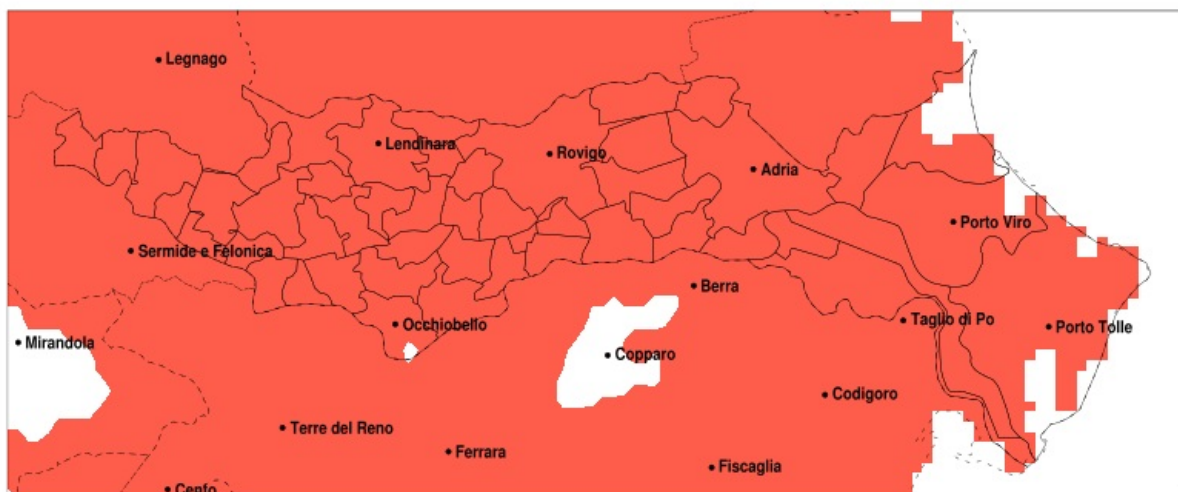 Legnago
Lendinara
Rovigo
Adria
Porto Viro
Sermide e Felonica
Berra
Occhiobello
Taglio di Po
Porto Tolle
Mirandola
Copparo
Codigoro
Terre del Reno
Ferrara
Fiscaglia
Cento